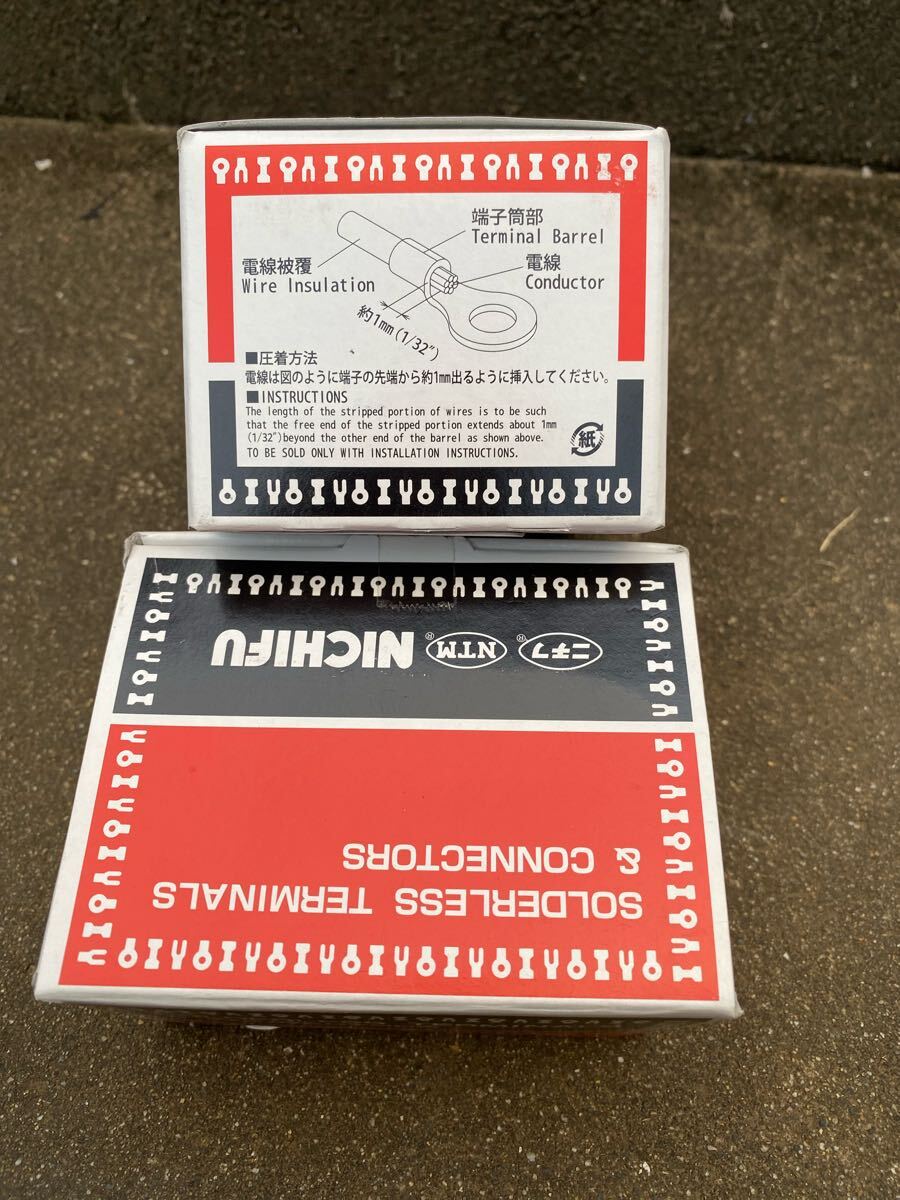 端子筒部
Terminal Barrel
電線被覆
Wire Insulation
電線
Conductor
約1mm(1/32")
■圧着方法
電線は図のように端子の先端から約1mm出るように挿入してください。
■INSTRUCTIONS
The length of the stripped portion of wires is to be such
that the free end of the stripped portion extends about 1mm
(1/32")beyond the other end of the barrel as shown above.
TO BE SOLD ONLY WITH INSTALLATION INSTRUCTIONS.
紙
ニチフ® NTM® NICHIFU
SOLDERLESS TERMINALS
& CONNECTORS